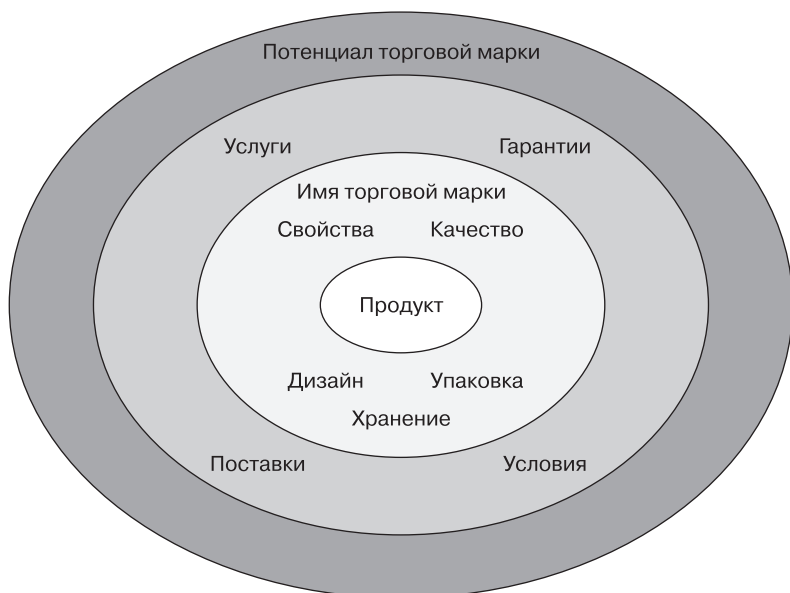 Потенциал торговой марки
Услуги Гарантии
Имя торговой марки
Свойства Качество
Продукт
Дизайн Упаковка
Хранение
Поставки Условия